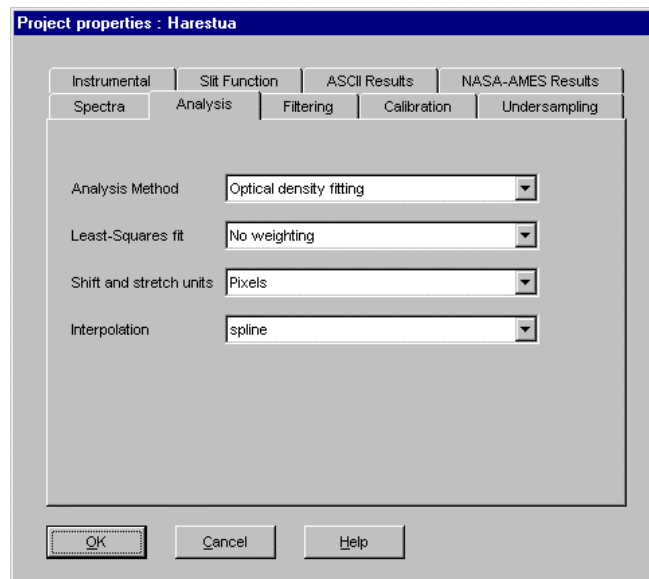 Project properties : Harestua
Instrumental Slit Function ASCII Results NASA-AMES Results
Spectra Analysis Filtering Calibration Undersampling
Analysis Method Optical density fitting
Least-Squares fit No weighting
Shift and stretch units Pixels
Interpolation spline
OK Cancel Help